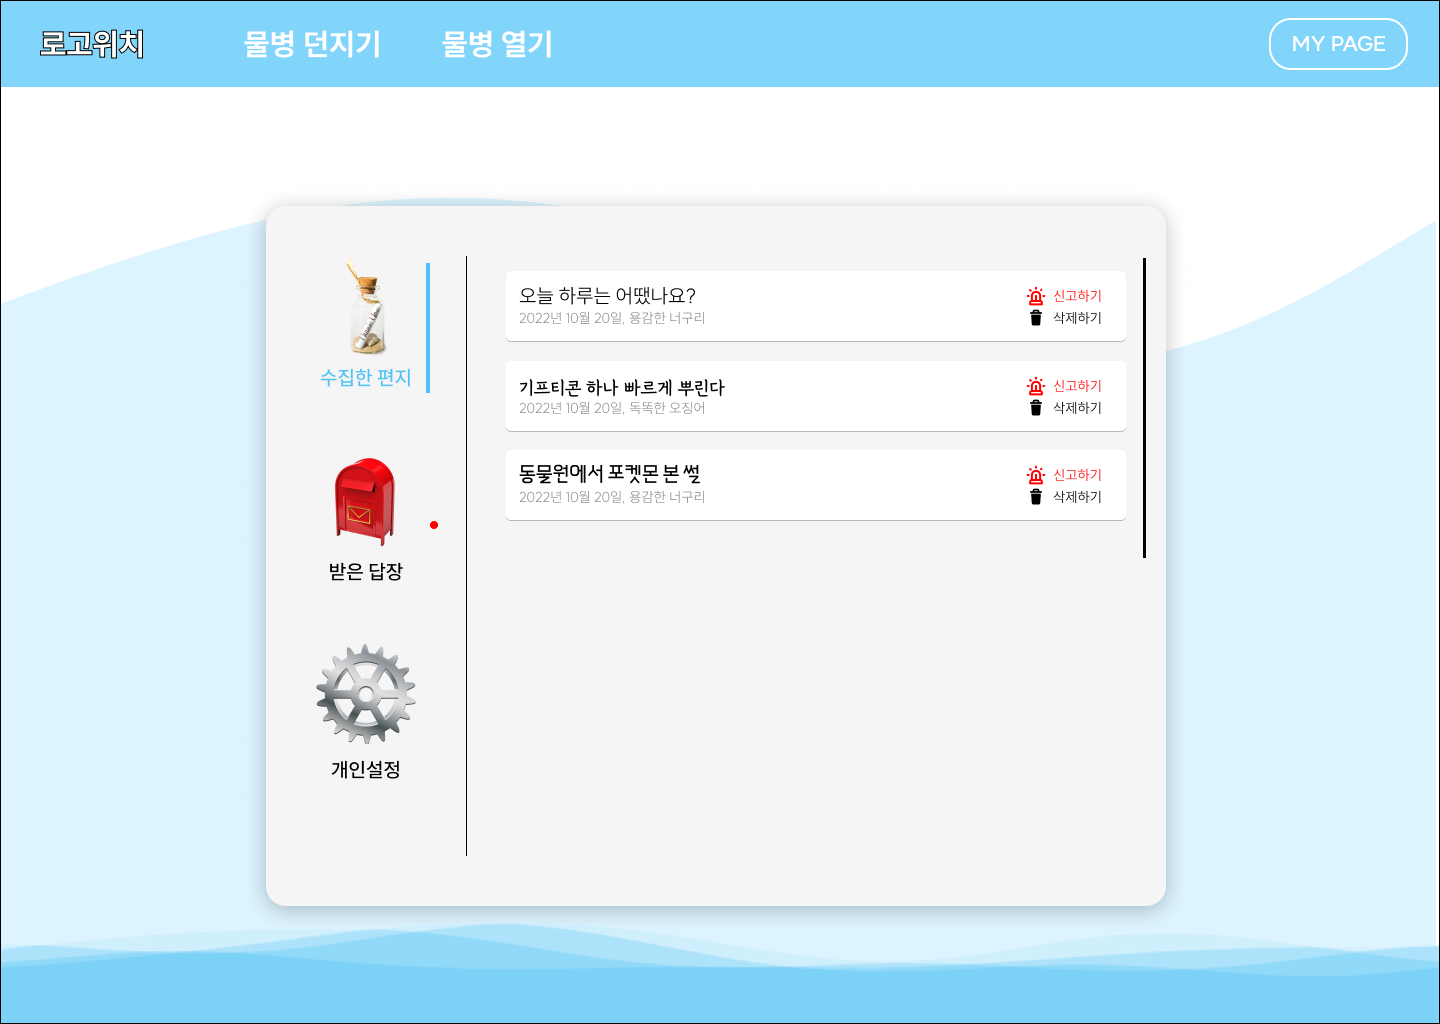 로고위치
물병 던지기
물병 열기
MY PAGE
수집한 편지
받은 답장
개인설정
오늘 하루는 어땠나요?
2022년 10월 20일, 용감한 너구리
신고하기
삭제하기
기프티콘 하나 빠르게 뿌린다
2022년 10월 20일, 독똑한 오징어
신고하기
삭제하기
동물원에서 포켓몬 본 썰
2022년 10월 20일, 용감한 너구리
신고하기
삭제하기